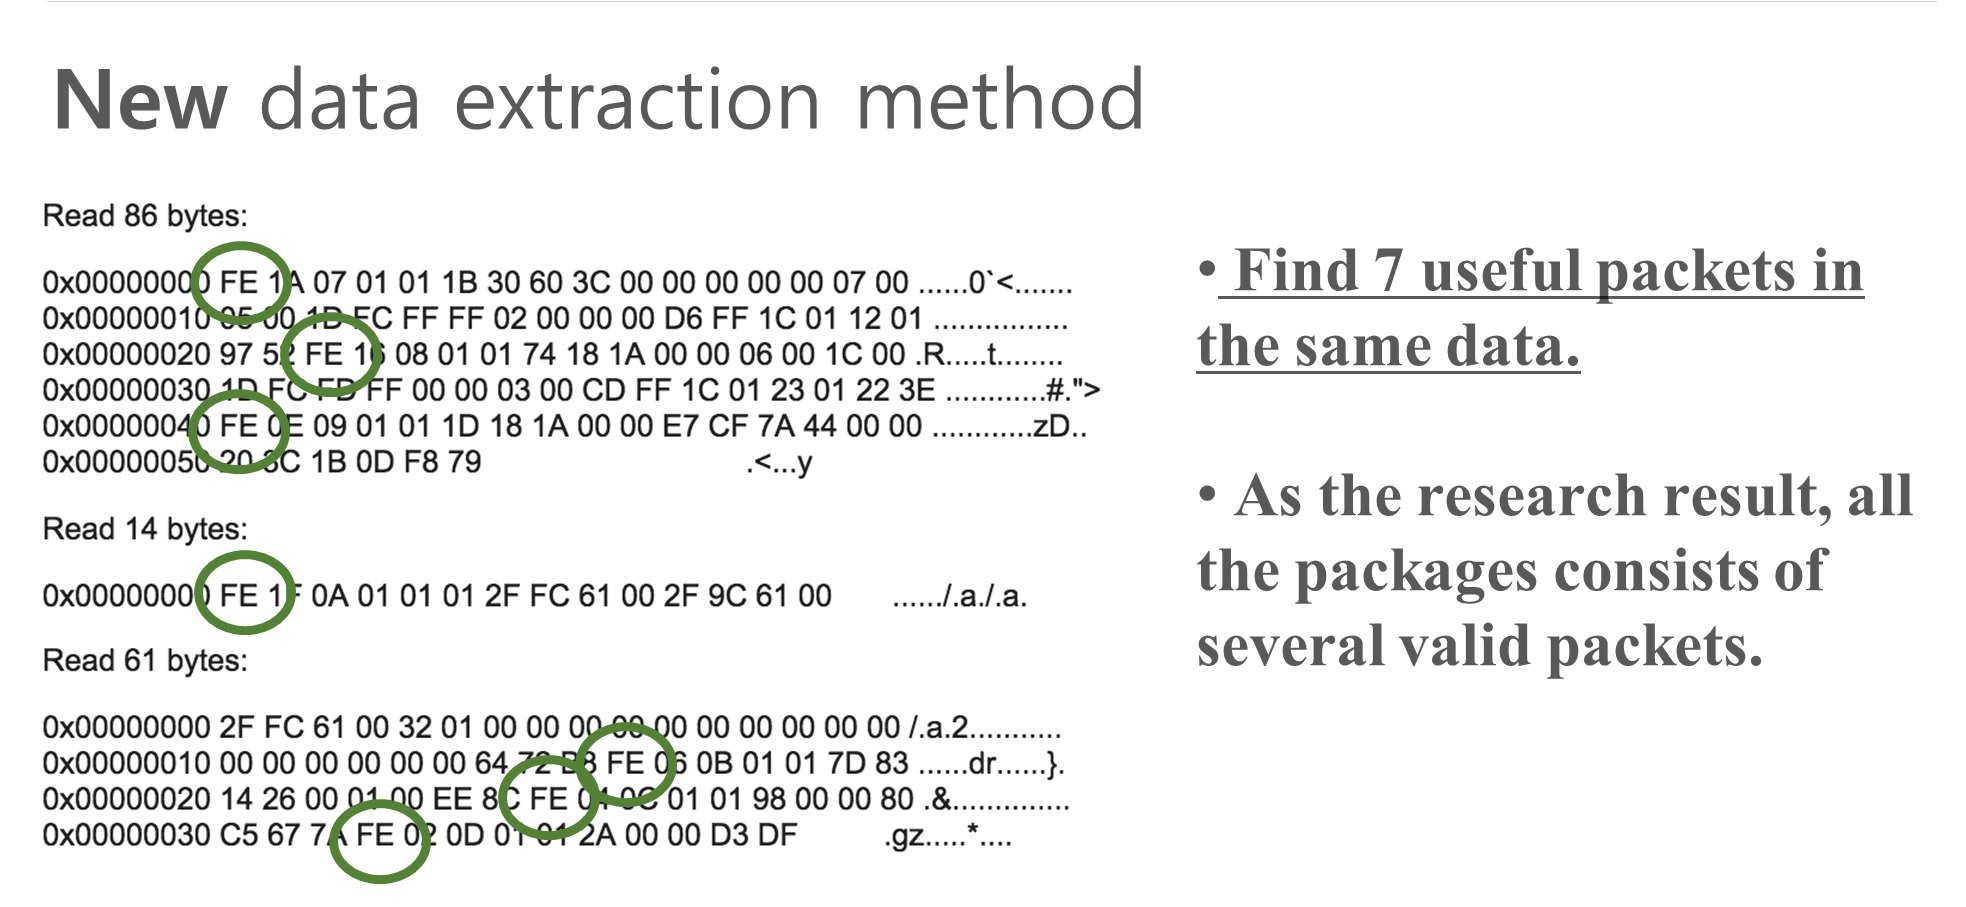 New data extraction method
Read 86 bytes:
0x00000000 FE 1A 07 01 01 1B 30 60 3C 00 00 00 00 00 07 00 ......0`<.......
0x00000010 05 00 1D FC FF FF 02 00 00 00 D6 FF 1C 01 12 01 ................
0x00000020 97 52 FE 16 08 01 01 74 18 1A 00 00 06 00 1C 00 .R.....t........
0x00000030 1D FC FD FF 00 00 03 00 CD FF 1C 01 23 01 22 3E ............#.">
0x00000040 FE 0E 09 01 01 1D 18 1A 00 00 E7 CF 7A 44 00 00 ............zD..
0x00000050 20 3C 1B 0D F8 79 .<...y
Read 14 bytes:
0x00000000 FE 1F 0A 01 01 01 2F FC 61 00 2F 9C 61 00 ....../.a./.a.
Read 61 bytes:
0x00000000 2F FC 61 00 32 01 00 00 00 00 00 00 00 00 00 00 /.a.2...........
0x00000010 00 00 00 00 00 00 64 72 B8 FE 06 0B 01 01 7D 83 ......dr......}.
0x00000020 14 26 00 01 00 EE 8C FE 04 0C 01 01 98 00 00 80 .&..............
0x00000030 C5 67 7A FE 02 0D 01 01 2A 00 00 D3 DF .gz.....*....
• Find 7 useful packets in
the same data.
• As the research result, all
the packages consists of
several valid packets.